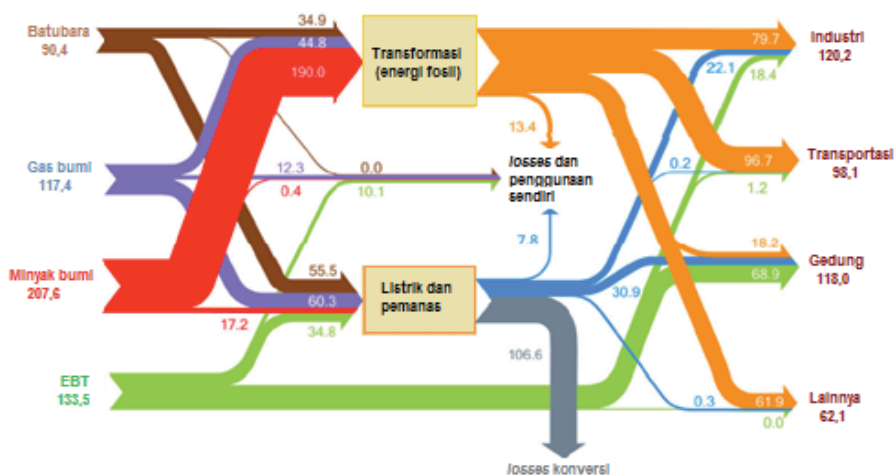 Batubara
90,4
34.9
44.8
190.0
Transformasi
(energi fosil)
79.7
Industri
120,2
22.1
18.4
13.4
Gas bumi
117,4
12.3
0.0
0.4
10.1
losses dan
penggunaan
sendiri
0.2
96.7
1.2
Transportasi
98,1
7.8
Minyak bumi
207,6
55.5
60.3
17.2
34.8
Listrik dan
pemanas
30.9
18.2
68.9
Gedung
118,0
106.6
EBT
133,5
0.3
61.9
0.0
Lainnya
62,1
losses konversi